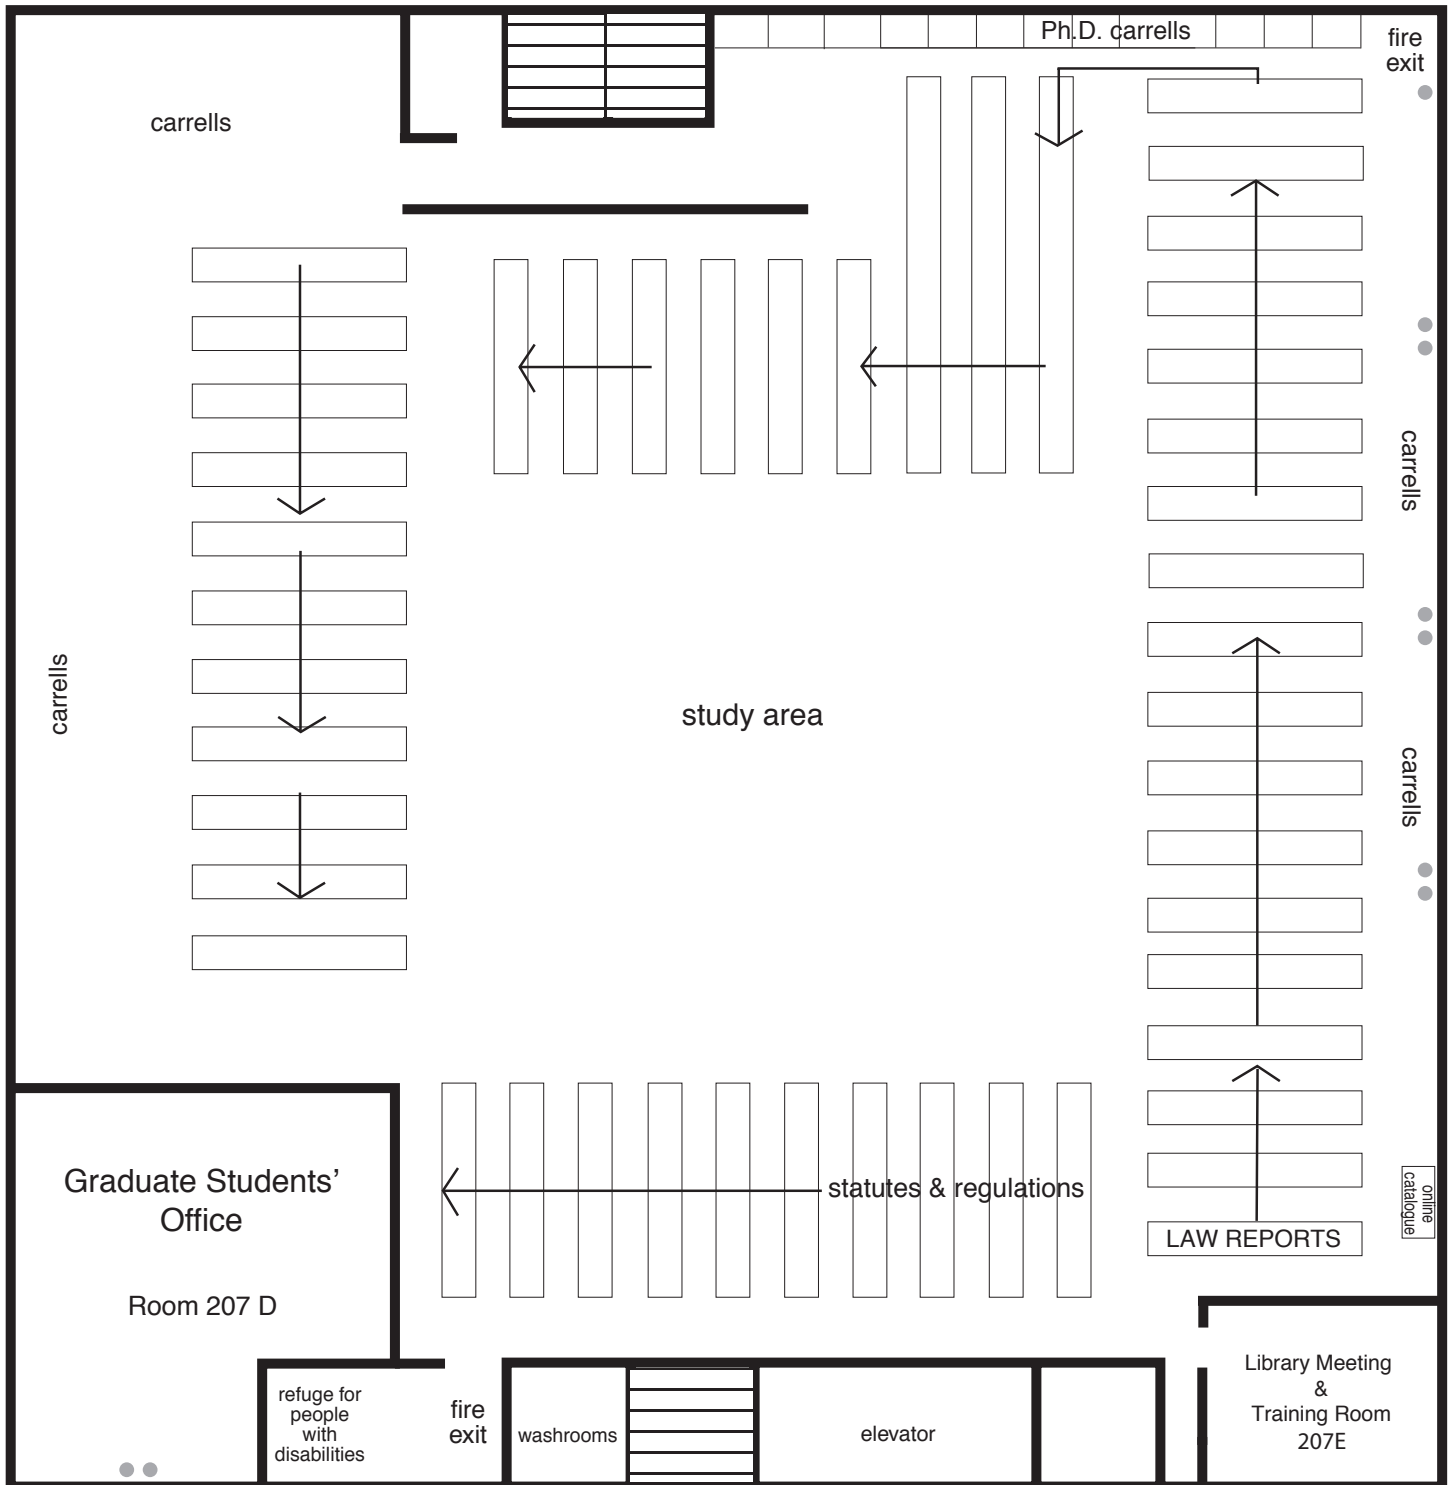 Ph.D. carrells
fire
exit
carrells
carrells
carrells
study area
carrells
online
catalogue
Graduate Students’
Office
Room 207 D
statutes & regulations
LAW REPORTS
refuge for
people
with
disabilities
fire
exit
washrooms
elevator
Library Meeting
&
Training Room
207E